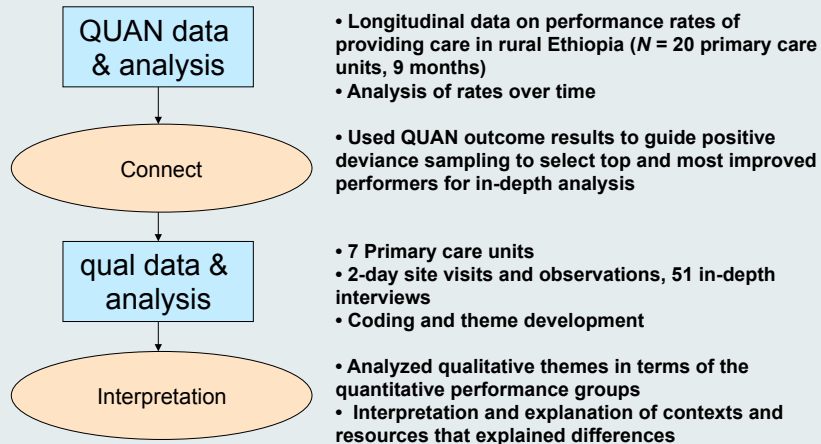 QUAN data
& analysis
• Longitudinal data on performance rates of
providing care in rural Ethiopia (N = 20 primary care
units, 9 months)
• Analysis of rates over time
Connect
• Used QUAN outcome results to guide positive
deviance sampling to select top and most improved
performers for in-depth analysis
qual data &
analysis
• 7 Primary care units
• 2-day site visits and observations, 51 in-depth
interviews
• Coding and theme development
Interpretation
• Analyzed qualitative themes in terms of the
quantitative performance groups
• Interpretation and explanation of contexts and
resources that explained differences